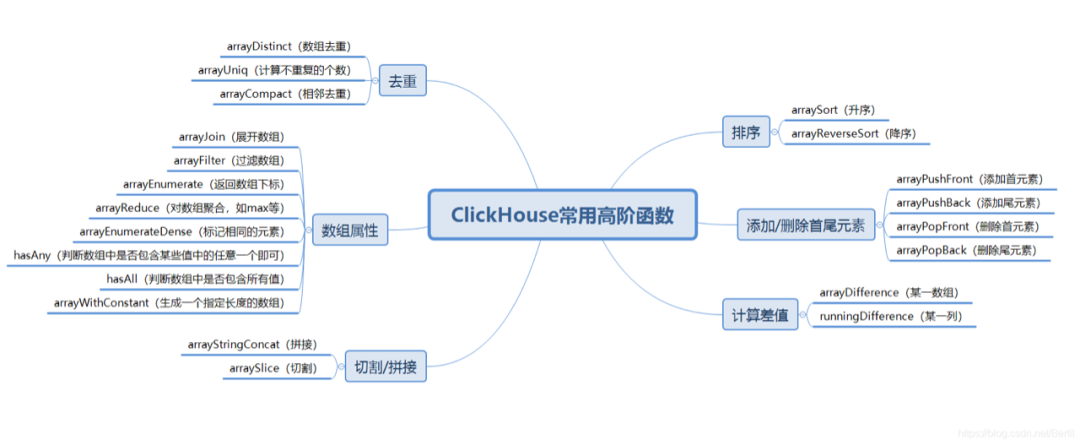 ClickHouse常用高阶函数
去重
arrayDistinct（数组去重）
arrayUniq（计算不重复的个数）
arrayCompact（相邻去重）
数组属性
arrayJoin（展开数组）
arrayFilter（过滤数组）
arrayEnumerate（返回数组下标）
arrayReduce（对数组聚合，如max等）
arrayEnumerateDense（标记相同的元素）
hasAny（判断数组中是否包含某些值中的任意一个即可）
hasAll（判断数组中是否包含所有值）
arrayWithConstant（生成一个指定长度的数组）
切割/拼接
arrayStringConcat（拼接）
arraySlice（切割）
排序
arraySort（升序）
arrayReverseSort（降序）
添加/删除首尾元素
arrayPushFront（添加首元素）
arrayPushBack（添加尾元素）
arrayPopFront（删除首元素）
arrayPopBack（删除尾元素）
计算差值
arrayDifference（某一数组）
runningDifference（某一列）